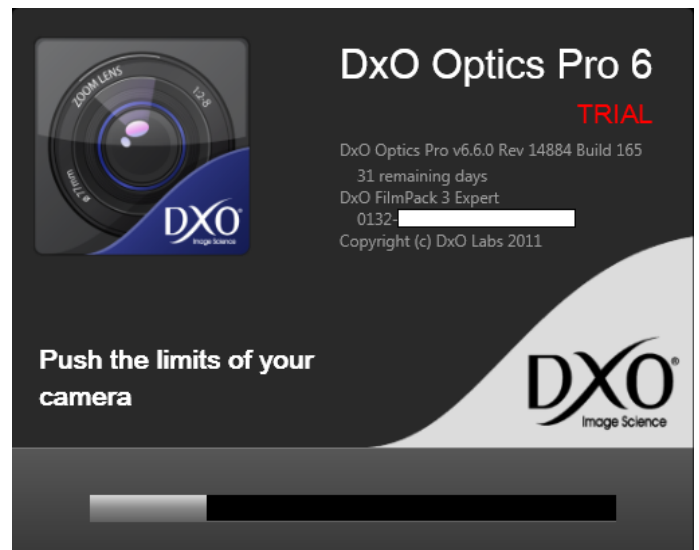 ZOOM LENS
1:2-8
ø77mm
DXO
Image Science
DxO Optics Pro 6
TRIAL
DxO Optics Pro v6.6.0 Rev 14884 Build 165
31 remaining days
DxO FilmPack 3 Expert
0132-
Copyright (c) DxO Labs 2011
Push the limits of your
camera
DXO®
Image Science